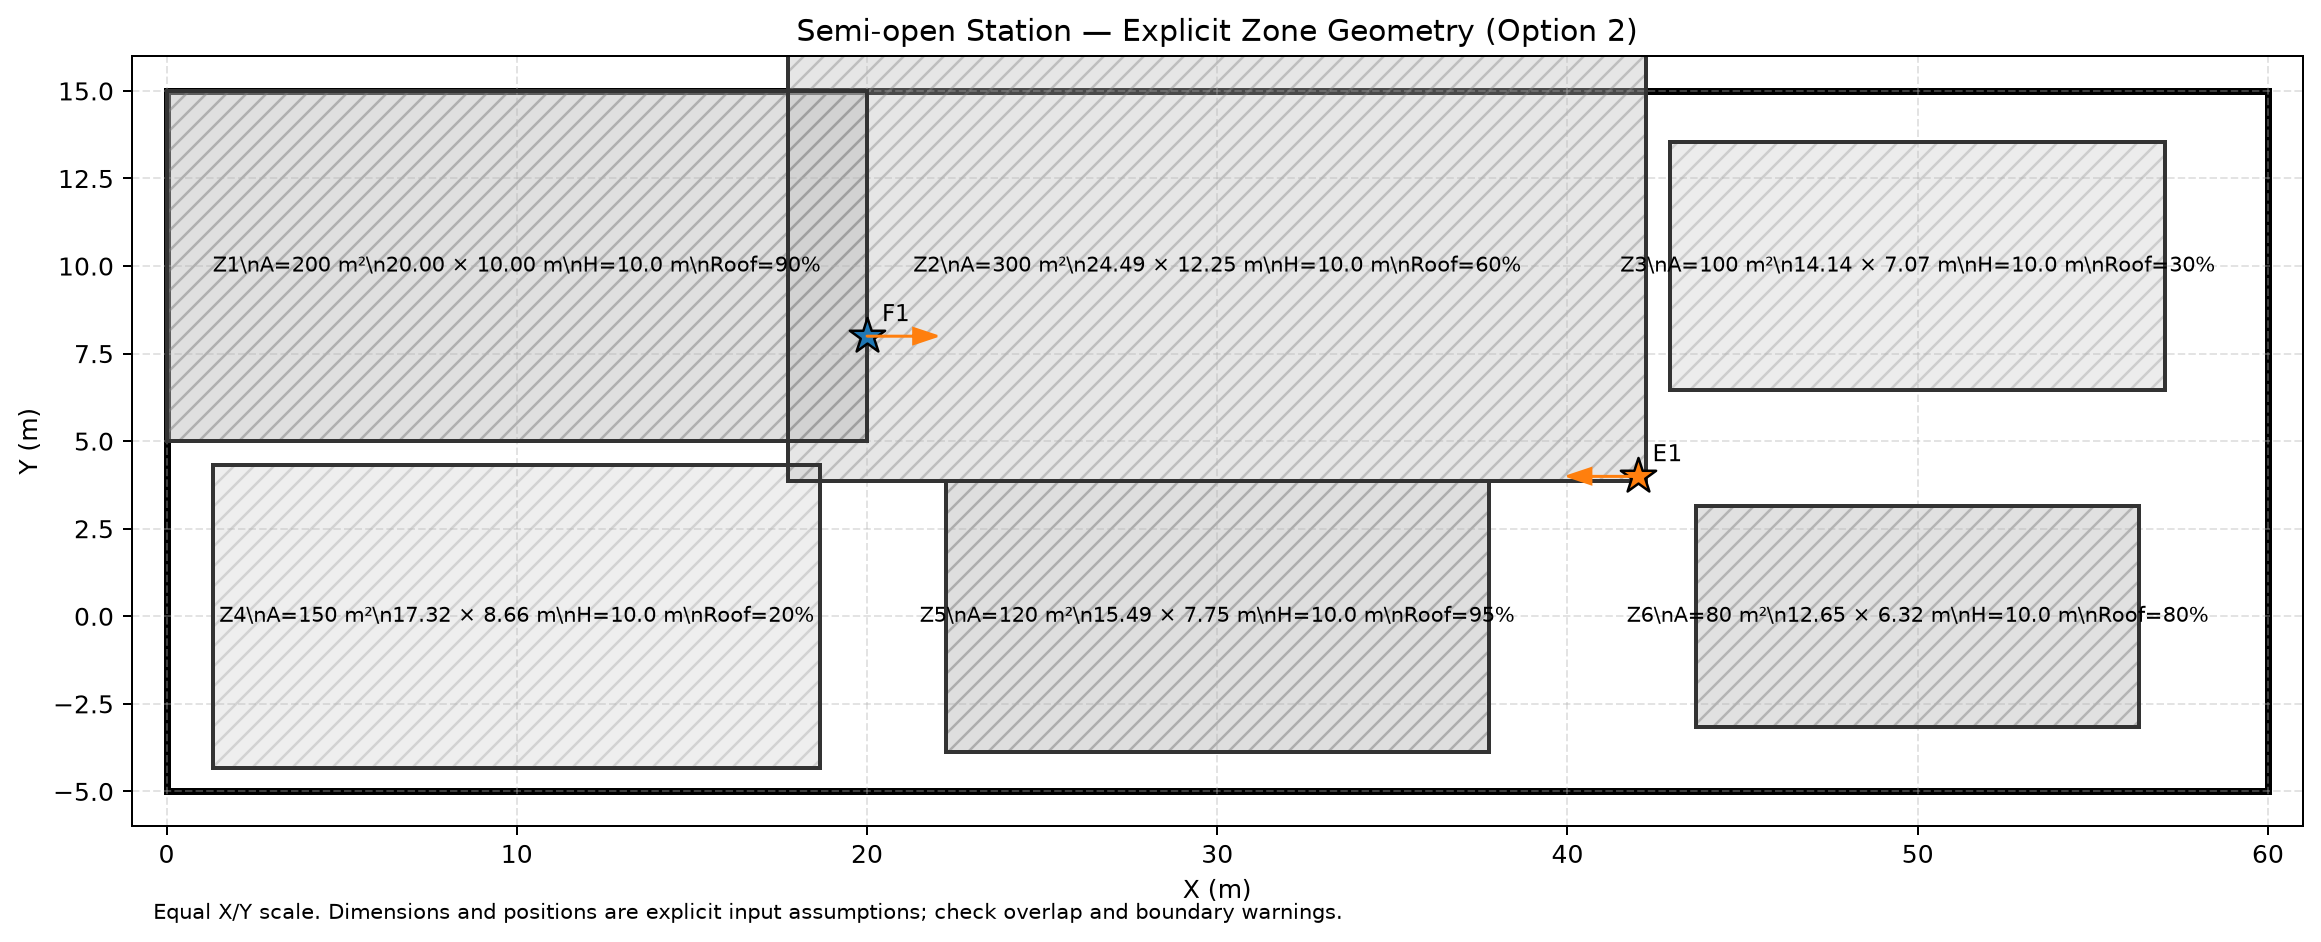 Semi-open Station — Explicit Zone Geometry (Option 2)
15.0
12.5
10.0
7.5
5.0
2.5
0.0
−2.5
−5.0
Y (m)
Z1\nA=200 m²\n20.00 × 10.00 m\nH=10.0 m\nRoof=90%
Z2\nA=300 m²\n24.49 × 12.25 m\nH=10.0 m\nRoof=60%
Z3\nA=100 m²\n14.14 × 7.07 m\nH=10.0 m\nRoof=30%
F1
E1
Z4\nA=150 m²\n17.32 × 8.66 m\nH=10.0 m\nRoof=20%
Z5\nA=120 m²\n15.49 × 7.75 m\nH=10.0 m\nRoof=95%
Z6\nA=80 m²\n12.65 × 6.32 m\nH=10.0 m\nRoof=80%
0 10 20 30 40 50 60
X (m)
Equal X/Y scale. Dimensions and positions are explicit input assumptions; check overlap and boundary warnings.